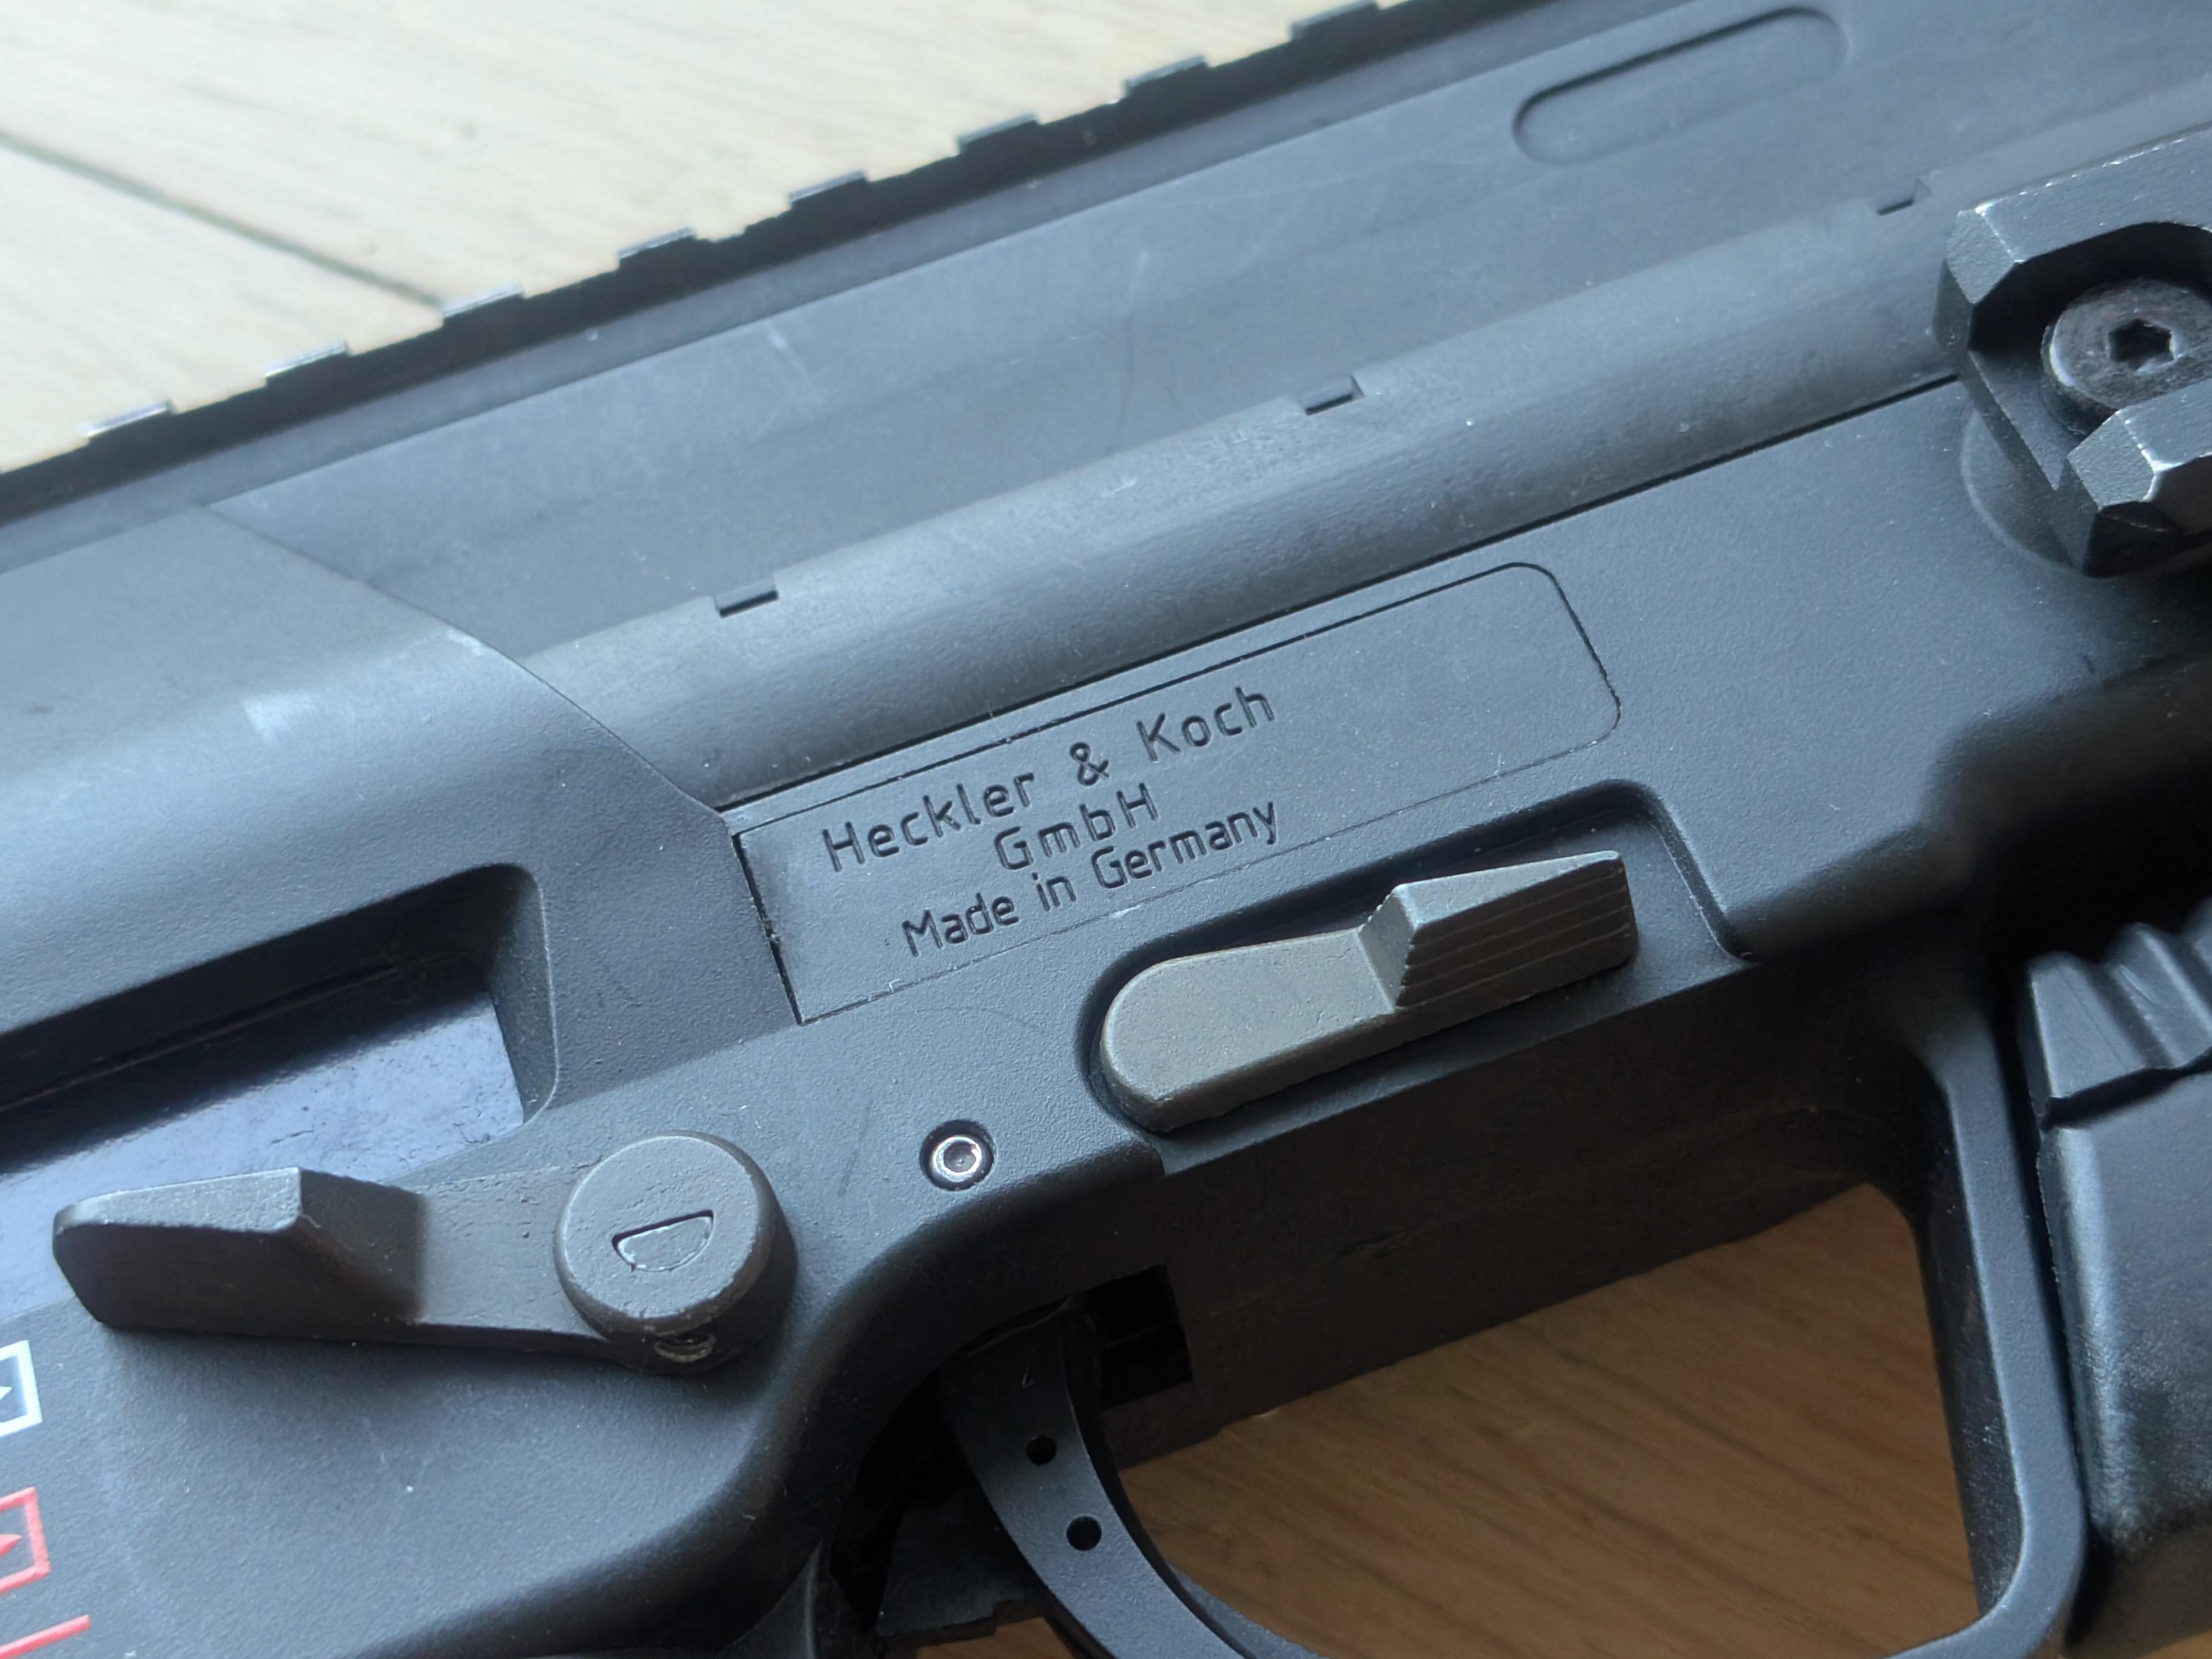 Heckler & Koch
GmbH
Made in Germany